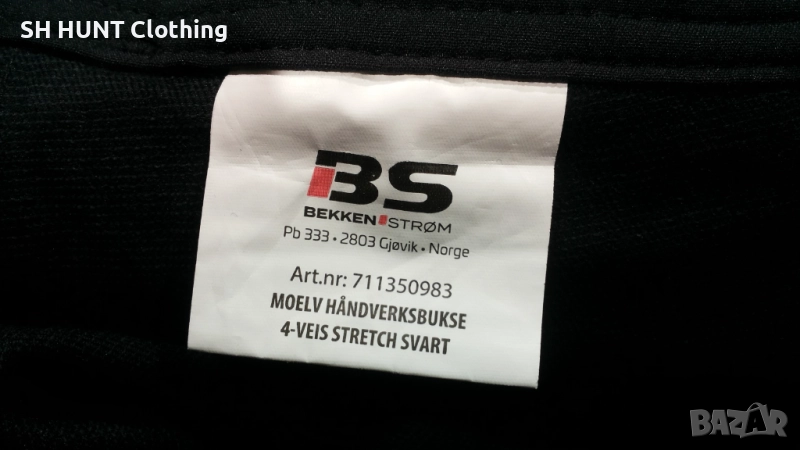 SH HUNT Clothing
BS
BEKKEN STRØM
Pb 333 • 2803 Gjøvik • Norge
Art.nr: 711350983
MOELV HÅNDVERKSBUKSE
4-VEIS STRETCH SVART
BAZAR